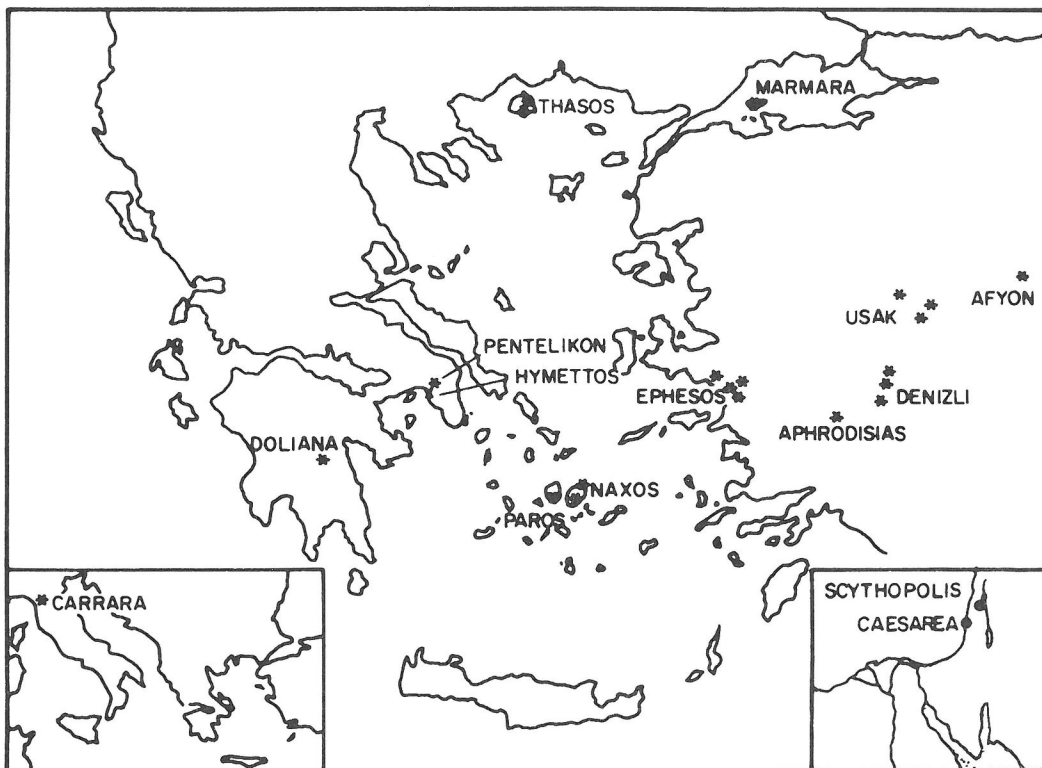 MARMARA
THASOS
AFYON
USAK
PENTELIKON
HYMETTOS
EPHESOS
DENIZLI
APHRODISIAS
DOLIANA
NAXOS
PAROS
CARRARA
SCYTHOPOLIS
CAESAREA